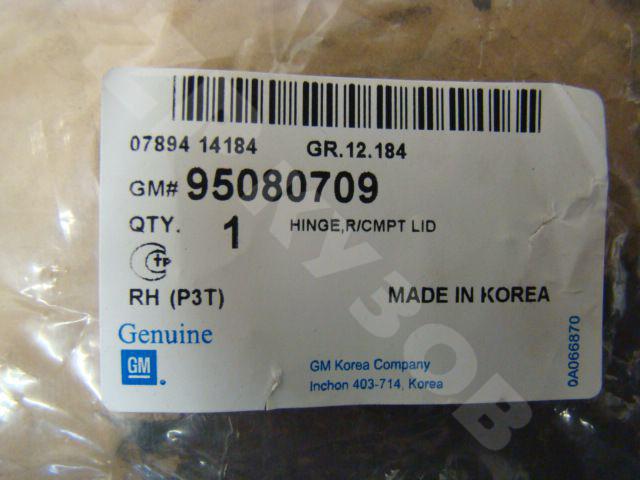 07894 14184 GR.12.184
GM# 95080709
QTY. 1 HINGE,R/CMPT LID
RH (P3T) MADE IN KOREA
Genuine
GM
GM Korea Company
Inchon 403-714, Korea
0A066870